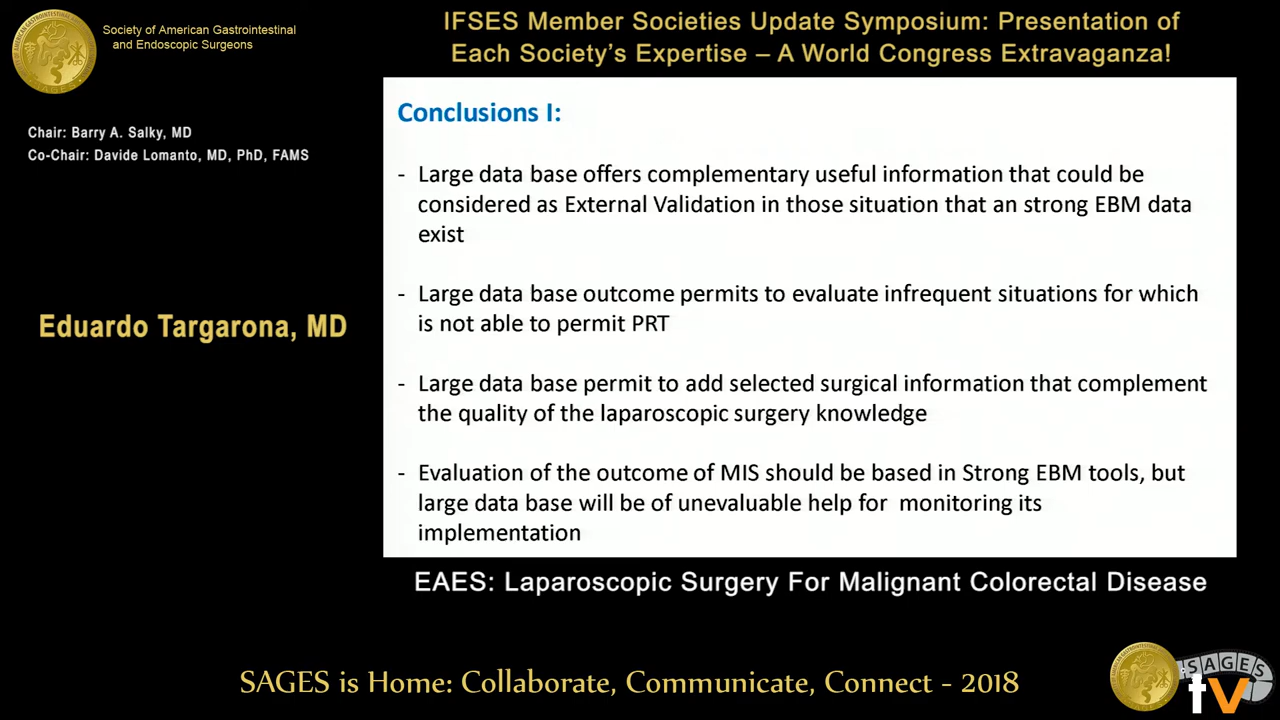 Society of American Gastrointestinal
and Endoscopic Surgeons
IFSES Member Societies Update Symposium: Presentation of
Each Society's Expertise – A World Congress Extravaganza!
Chair: Barry A. Salky, MD
Co-Chair: Davide Lomanto, MD, PhD, FAMS
Eduardo Targarona, MD
Conclusions I:
- Large data base offers complementary useful information that could be
considered as External Validation in those situation that an strong EBM data
exist
- Large data base outcome permits to evaluate infrequent situations for which
is not able to permit PRT
- Large data base permit to add selected surgical information that complement
the quality of the laparoscopic surgery knowledge
- Evaluation of the outcome of MIS should be based in Strong EBM tools, but
large data base will be of unevaluable help for monitoring its
implementation
EAES: Laparoscopic Surgery For Malignant Colorectal Disease
SAGES is Home: Collaborate, Communicate, Connect - 2018
SAGES
tv